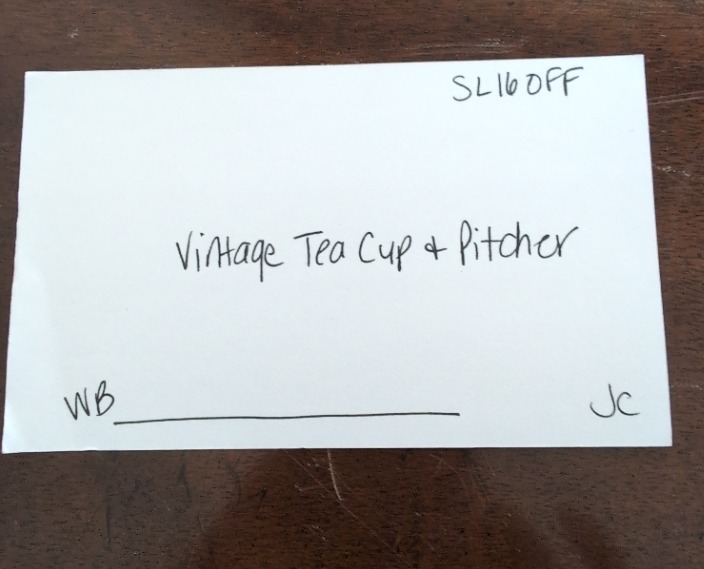 SL16OFF
Vintage Tea Cup + Pitcher
WB
JC